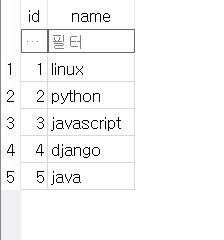 id name
... 필터
1 1 linux
2 2 python
3 3 javascript
4 4 django
5 5 java